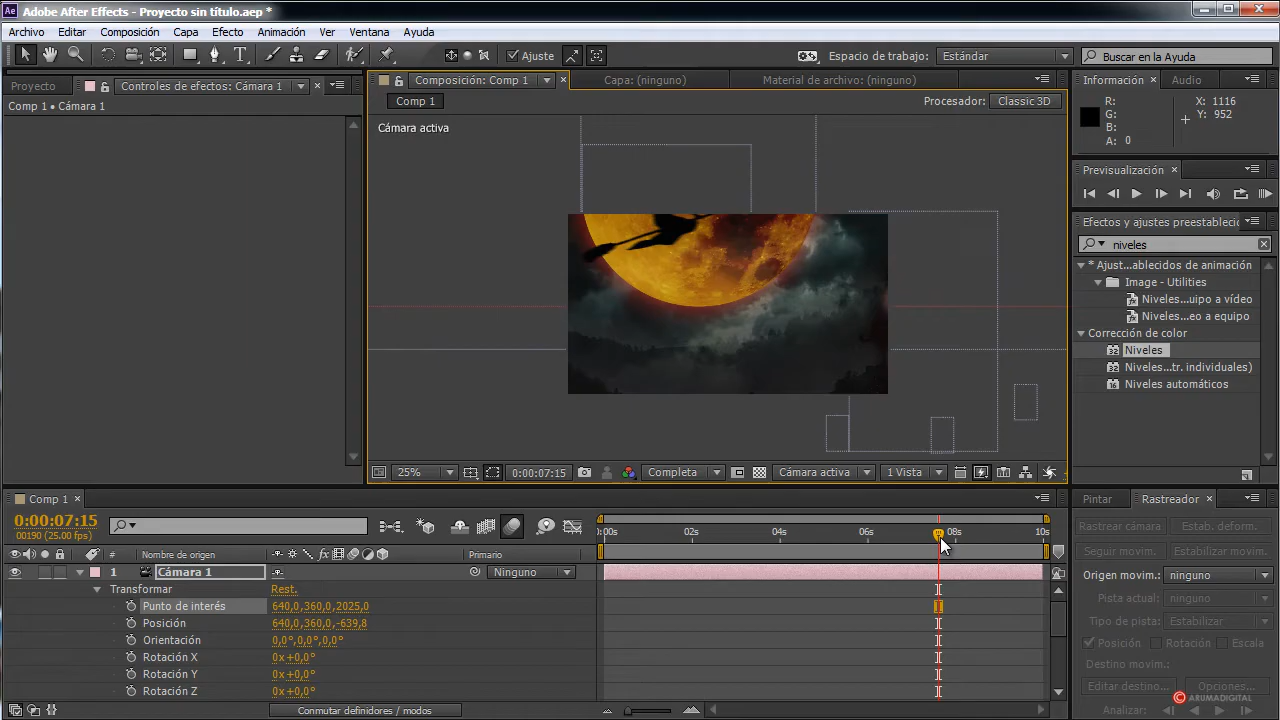 Ae Adobe After Effects - Proyecto sin título.aep *
Archivo Editar Composición Capa Efecto Animación Ver Ventana Ayuda
Ajuste Espacio de trabajo: Estándar Buscar en la Ayuda
Proyecto Controles de efectos: Cámara 1 Composición: Comp 1 Capa: (ninguno) Material de archivo: (ninguno) Información Audio
Comp 1 • Cámara 1 Comp 1 Procesador: Classic 3D
R:
G:
B:
A: 0
X: 1116
Y: 952
Cámara activa
Previsualización
Efectos y ajustes preestableci
niveles
* Ajust...ablecidos de animación
Image - Utilities
Niveles...uipo a vídeo
Niveles...eo a equipo
Corrección de color
32 Niveles
32 Niveles...tr. individuales)
16 Niveles automáticos
25% 0:00:07:15 Completa Cámara activa 1 Vista
Comp 1
0:00:07:15
00190 (25.00 fps)
:00s 02s 04s 06s 08s 10s
# Nombre de origen Primario
1 Cámara 1 Ninguno
Transformar Rest.
Punto de interés 640,0,360,0,2025,0
Posición 640,0,360,0,-639,8
Orientación 0,0°,0,0°,0,0°
Rotación X 0x+0,0°
Rotación Y 0x+0,0°
Rotación Z 0x+0,0°
Conmutar definidores / modos
Pintar Rastreador
Rastrear cámara Estab. deform.
Seguir movim. Estabilizar movim.
Origen movim.: ninguno
Pista actual: ninguno
Tipo de pista: Estabilizar
Posición Rotación Escala
Destino movim.:
Editar destino... Opciones...
Analizar:
© ARUMADIGITAL